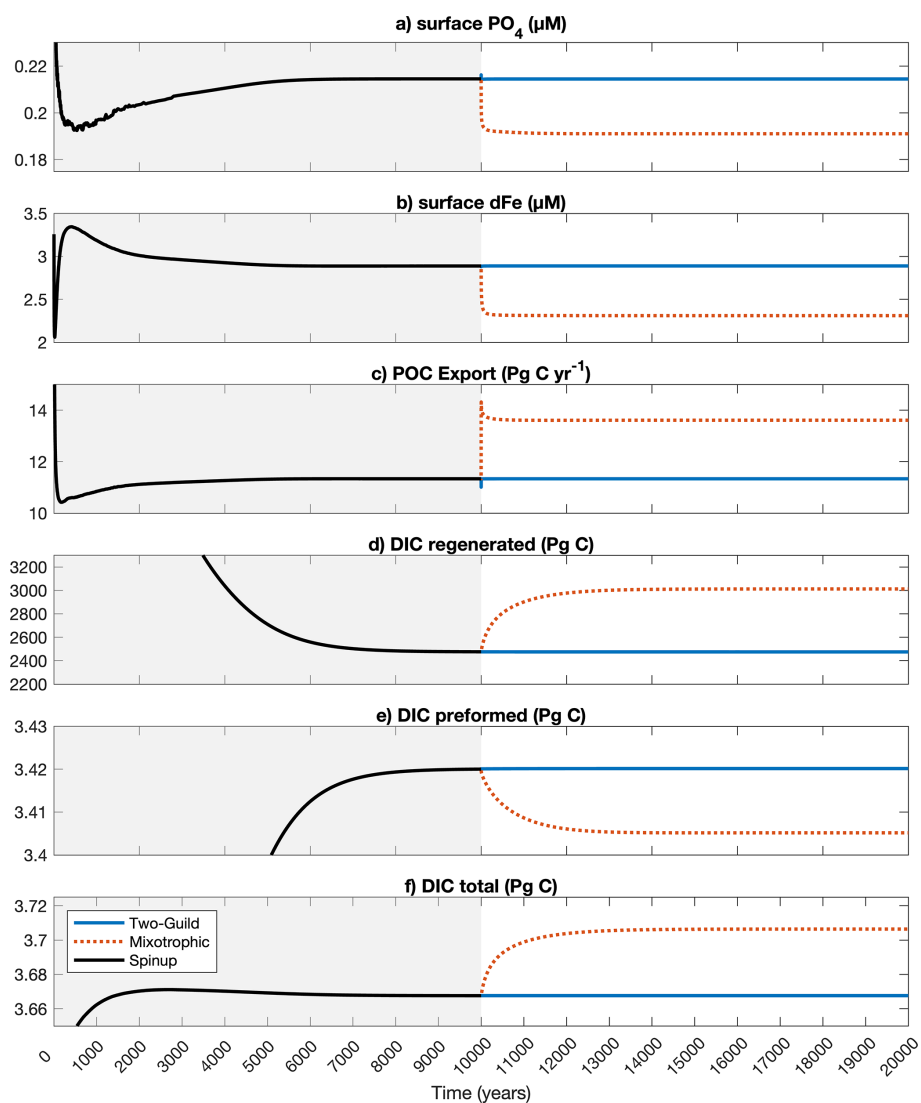 a) surface PO4 (µM)
0.22
0.2
0.18
b) surface dFe (µM)
3.5
3
2.5
2
c) POC Export (Pg C yr-1)
14
12
10
d) DIC regenerated (Pg C)
3200
3000
2800
2600
2400
2200
e) DIC preformed (Pg C)
3.43
3.42
3.41
3.4
f) DIC total (Pg C)
3.72
3.7
3.68
3.66
Two-Guild
Mixotrophic
Spinup
0 1000 2000 3000 4000 5000 6000 7000 8000 9000 10000 11000 12000 13000 14000 15000 16000 17000 18000 19000 20000
Time (years)